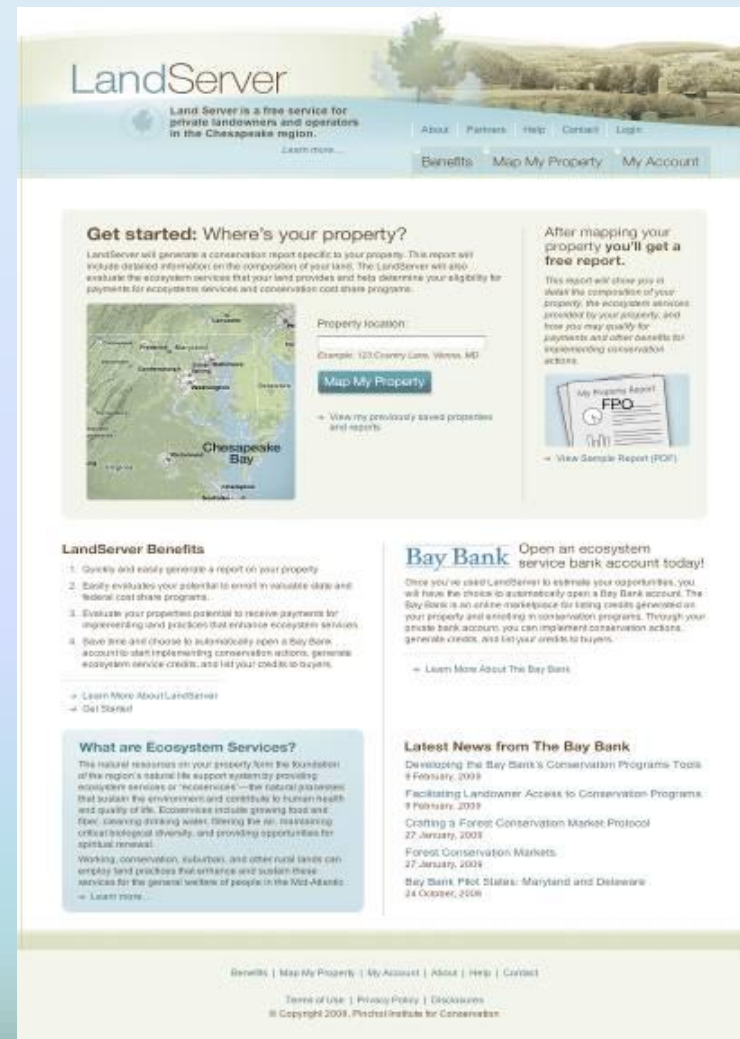 LandServer
Land Server is a free service for
private landowners and operators
in the Chesapeake region.
Learn more...
About Partners Help Contact Login
Benefits Map My Property My Account
Get started: Where's your property?
LandServer will generate a conservation report specific to your property. This report will
include detailed information on the composition of your land. The LandServer will also
evaluate the ecosystem services that your land provides and help determine your eligibility for
payments for ecosystems services and conservation cost share programs.
Lancaster
Frederick Maryland
Baltimore
Washington
Delaware
Chesapeake
Bay
Richmond
Virginia
Hampton
Property location:
Example: 123 Country Lane, Vienna, MD
Map My Property
→ View my previously saved properties
and reports
After mapping your
property you'll get a
free report.
This report will show you in
detail the composition of your
property, the ecosystem services
provided by your property, and
how you may qualify for
payments and other benefits for
implementing conservation
actions.
My Property Report
FPO
→ View Sample Report (PDF)
LandServer Benefits
1. Quickly and easily generate a report on your property
2. Easily evaluates your potential to enroll in valuable state and
federal cost share programs.
3. Evaluate your properties potential to receive payments for
implementing land practices that enhance ecosystem services
4. Save time and choose to automatically open a Bay Bank
account to start implementing conservation actions, generate
ecosystem service credits, and list your credits to buyers.
→ Learn More About LandServer
→ Get Started!
Bay Bank Open an ecosystem
service bank account today!
Once you've used LandServer to estimate your opportunities, you
will have the choice to automatically open a Bay Bank account. The
Bay Bank is an online marketplace for listing credits generated on
your property and enrolling in conservation programs. Through your
private bank account, you can implement conservation actions,
generate credits, and list your credits to buyers.
→ Learn More About The Bay Bank
What are Ecosystem Services?
The natural resources on your property form the foundation
of the region's natural life support system by providing
ecosystem services or "ecoservices"—the natural processes
that sustain the environment and contribute to human health
and quality of life. Ecoservices include growing food and
fiber, cleaning drinking water, filtering the air, maintaining
critical biological diversity, and providing opportunities for
spiritual renewal.
Working, conservation, suburban, and other rural lands can
employ land practices that enhance and sustain these
services for the general welfare of people in the Mid-Atlantic.
→ Learn more...
Latest News from The Bay Bank
Developing the Bay Bank's Conservation Programs Tools
9 February, 2009
Facilitating Landowner Access to Conservation Programs
9 February, 2009
Crafting a Forest Conservation Market Protocol
27 January, 2009
Forest Conservation Markets
27 January, 2009
Bay Bank Pilot States: Maryland and Delaware
24 October, 2008
Benefits | Map My Property | My Account | About | Help | Contact
Terms of Use | Privacy Policy | Disclosures
© Copyright 2009, Pinchot Institute for Conservation